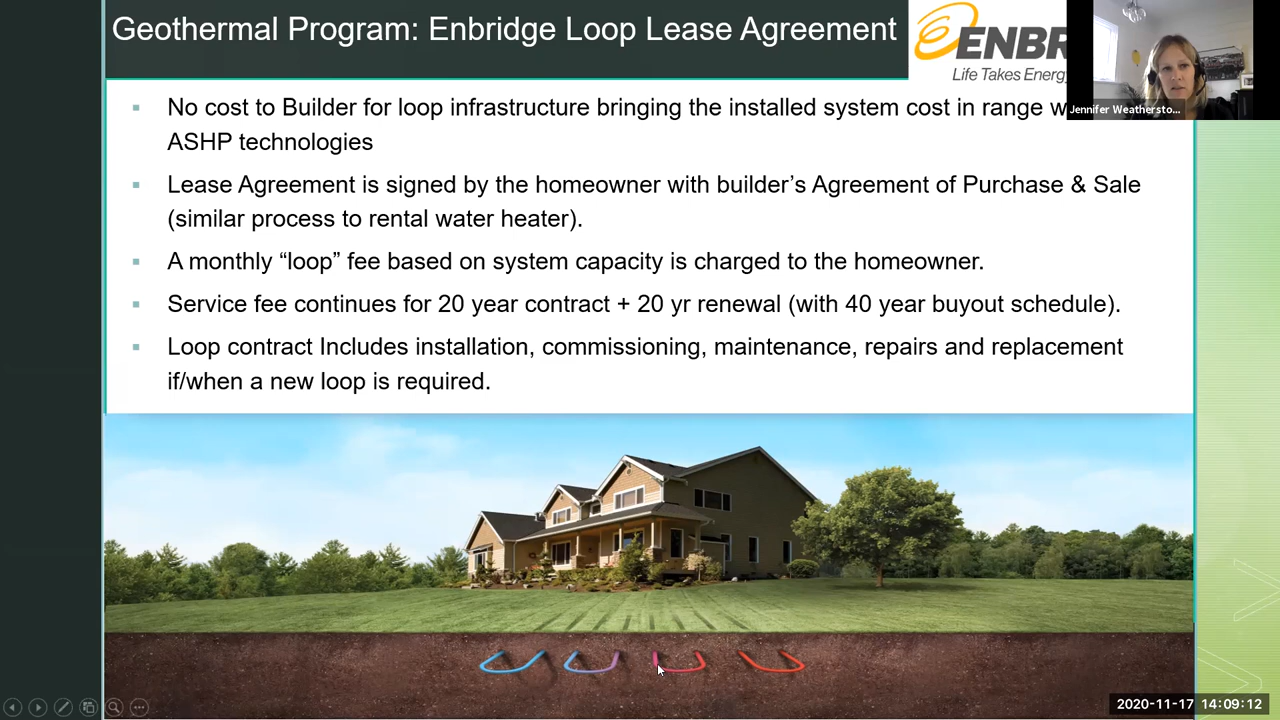 Geothermal Program: Enbridge Loop Lease Agreement
ENBR
Life Takes Energy
Jennifer Weathersto...
▪ No cost to Builder for loop infrastructure bringing the installed system cost in range w
ASHP technologies
▪ Lease Agreement is signed by the homeowner with builder’s Agreement of Purchase & Sale
(similar process to rental water heater).
▪ A monthly “loop” fee based on system capacity is charged to the homeowner.
▪ Service fee continues for 20 year contract + 20 yr renewal (with 40 year buyout schedule).
▪ Loop contract Includes installation, commissioning, maintenance, repairs and replacement
if/when a new loop is required.
2020-11-17 14:09:12